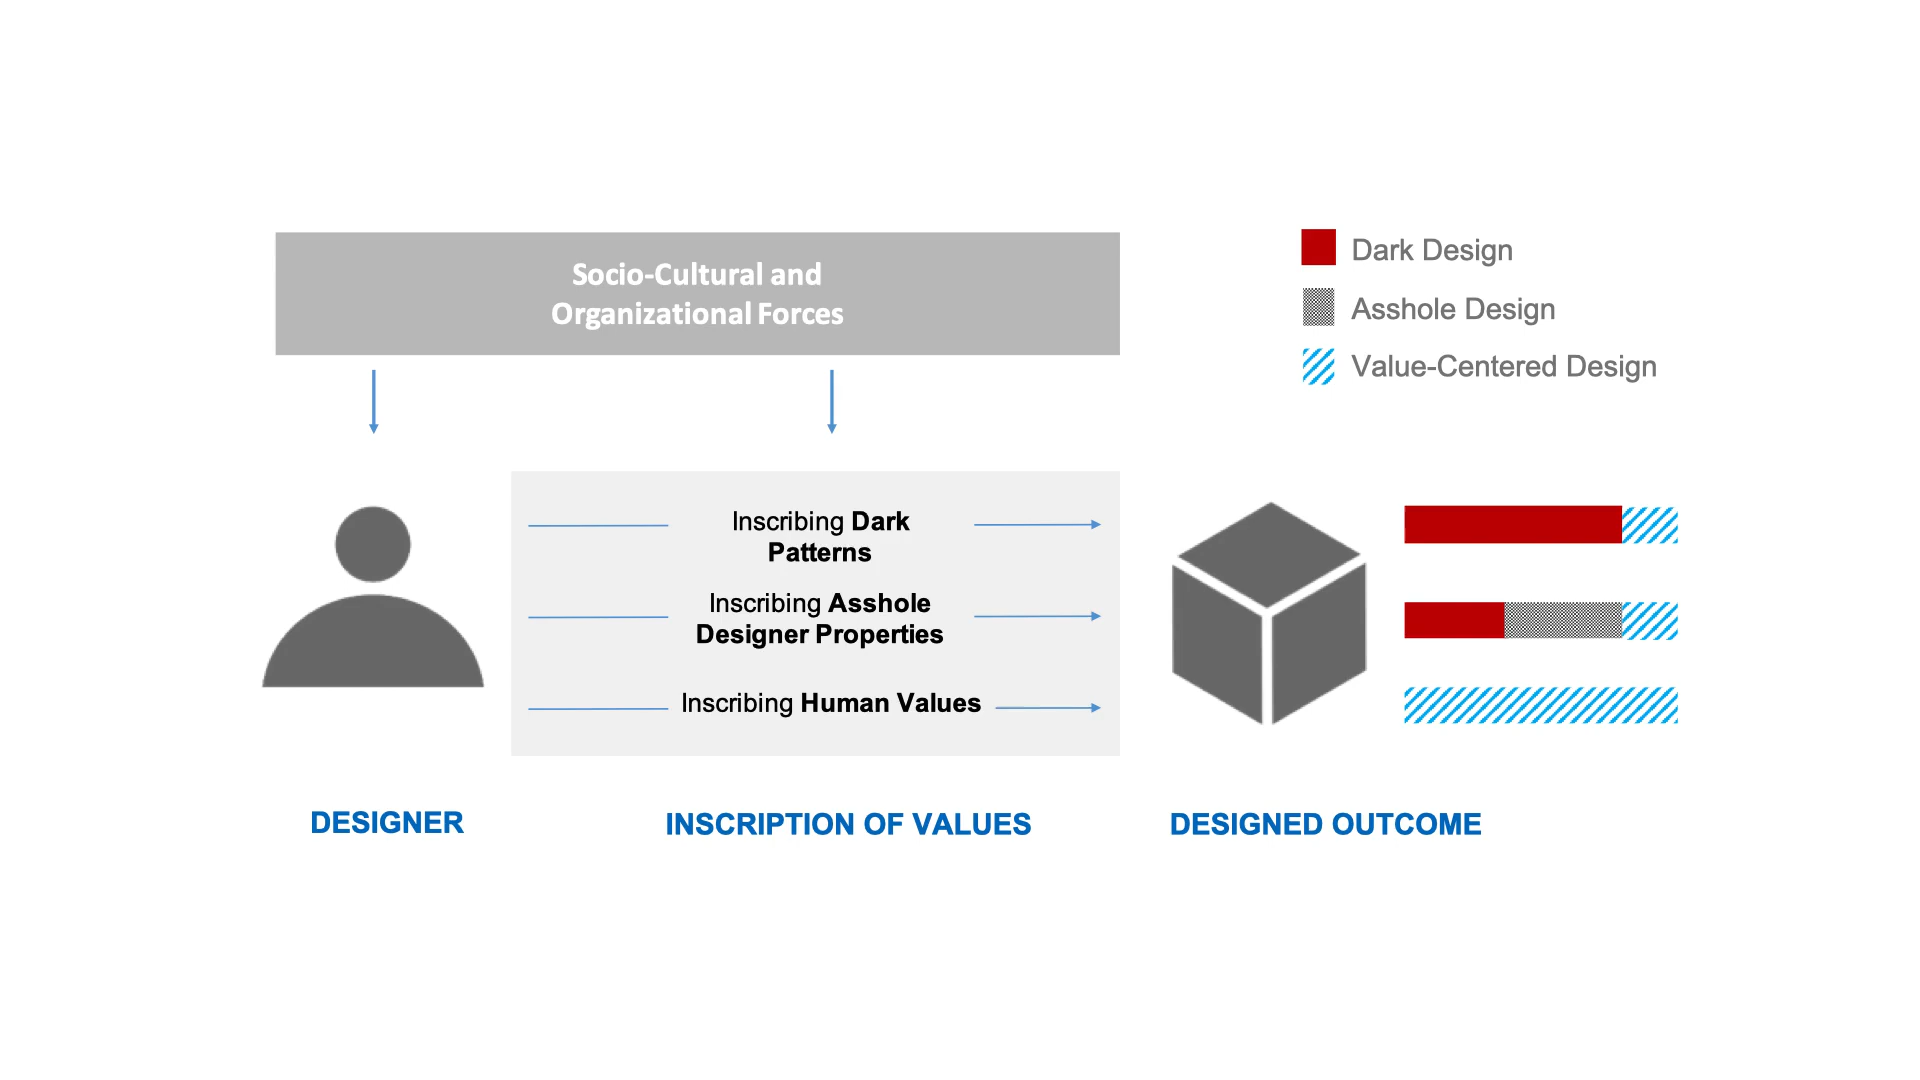 Socio-Cultural and
Organizational Forces
Dark Design
Asshole Design
Value-Centered Design
Inscribing Dark
Patterns
Inscribing Asshole
Designer Properties
Inscribing Human Values
DESIGNER
INSCRIPTION OF VALUES
DESIGNED OUTCOME